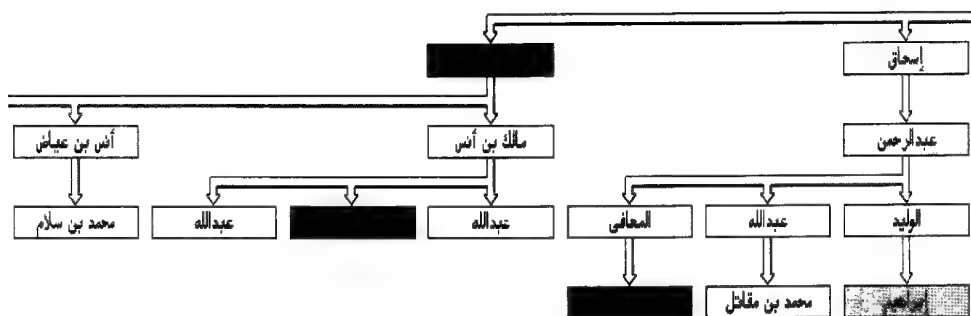 إسحاق
أنس بن عياض
مالك بن أنس
عبدالرحمن
محمد بن سلام
عبدالله
عبدالله
المعافى
عبدالله
الوليد
محمد بن مقاتل
إبراهيم